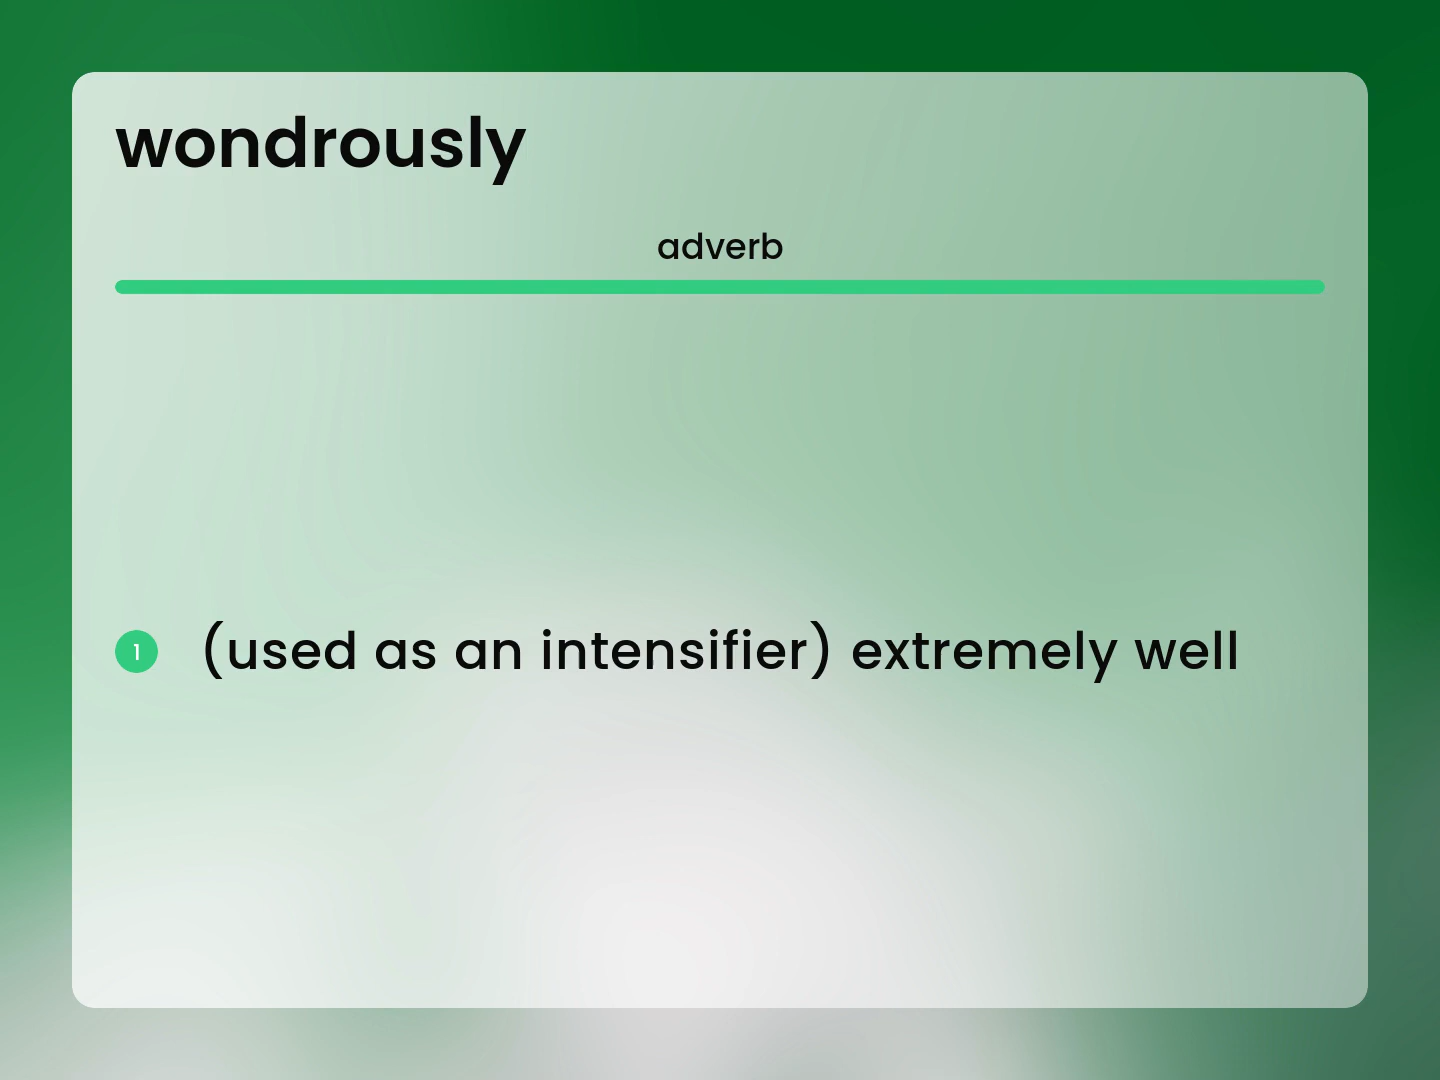 wondrously
adverb
1 (used as an intensifier) extremely well